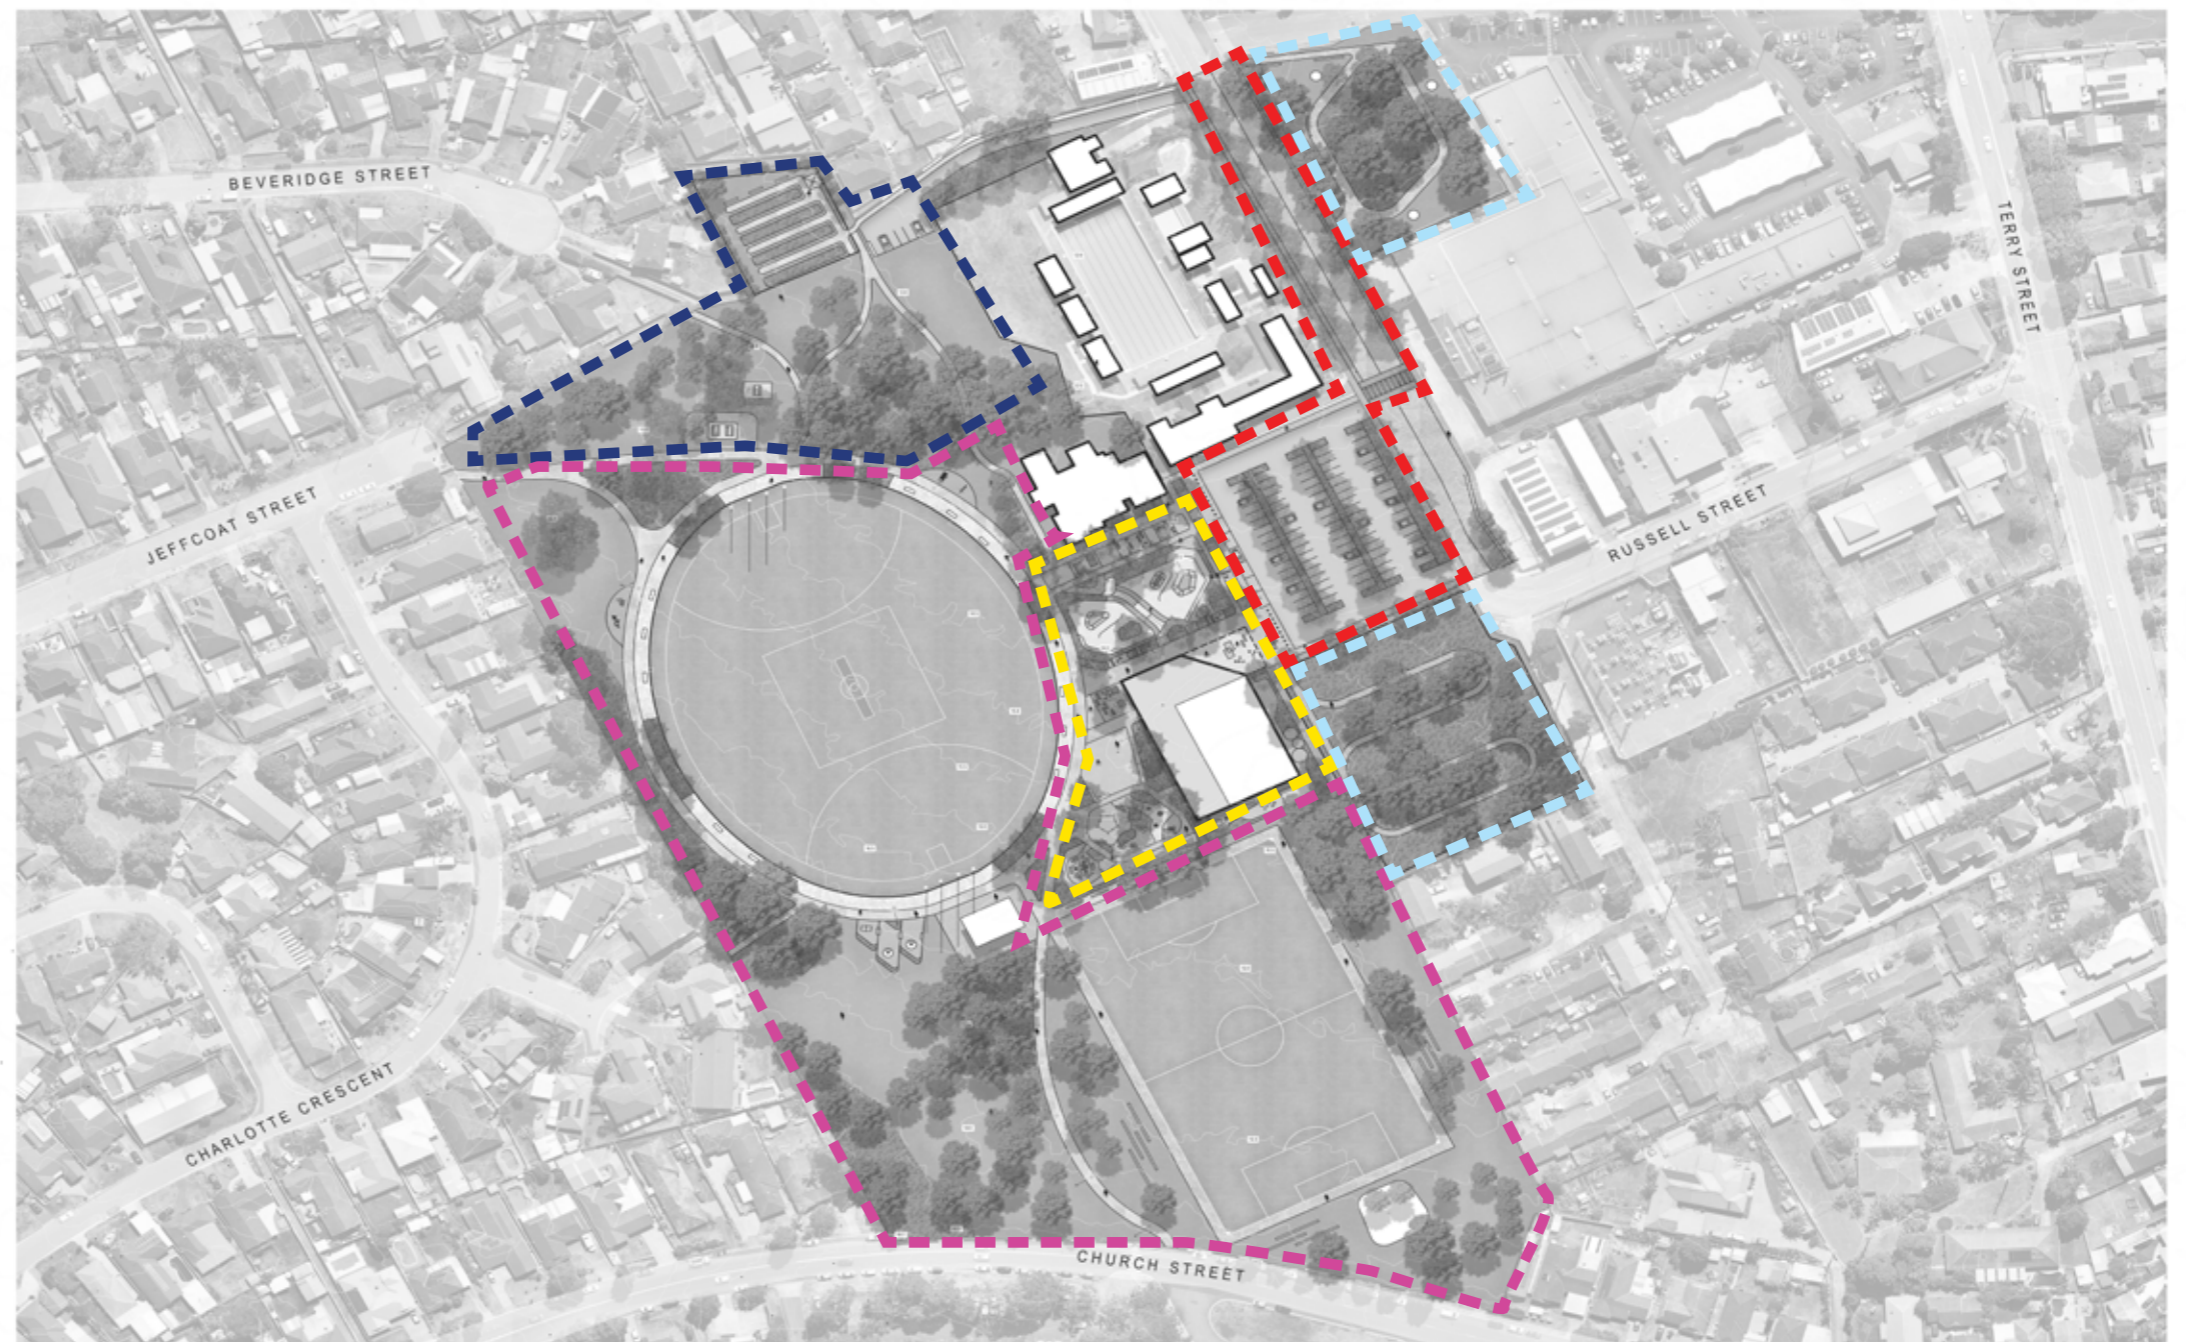 BEVERIDGE STREET
TERRY STREET
JEFFCOAT STREET
RUSSELL STREET
CHARLOTTE CRESCENT
CHURCH STREET